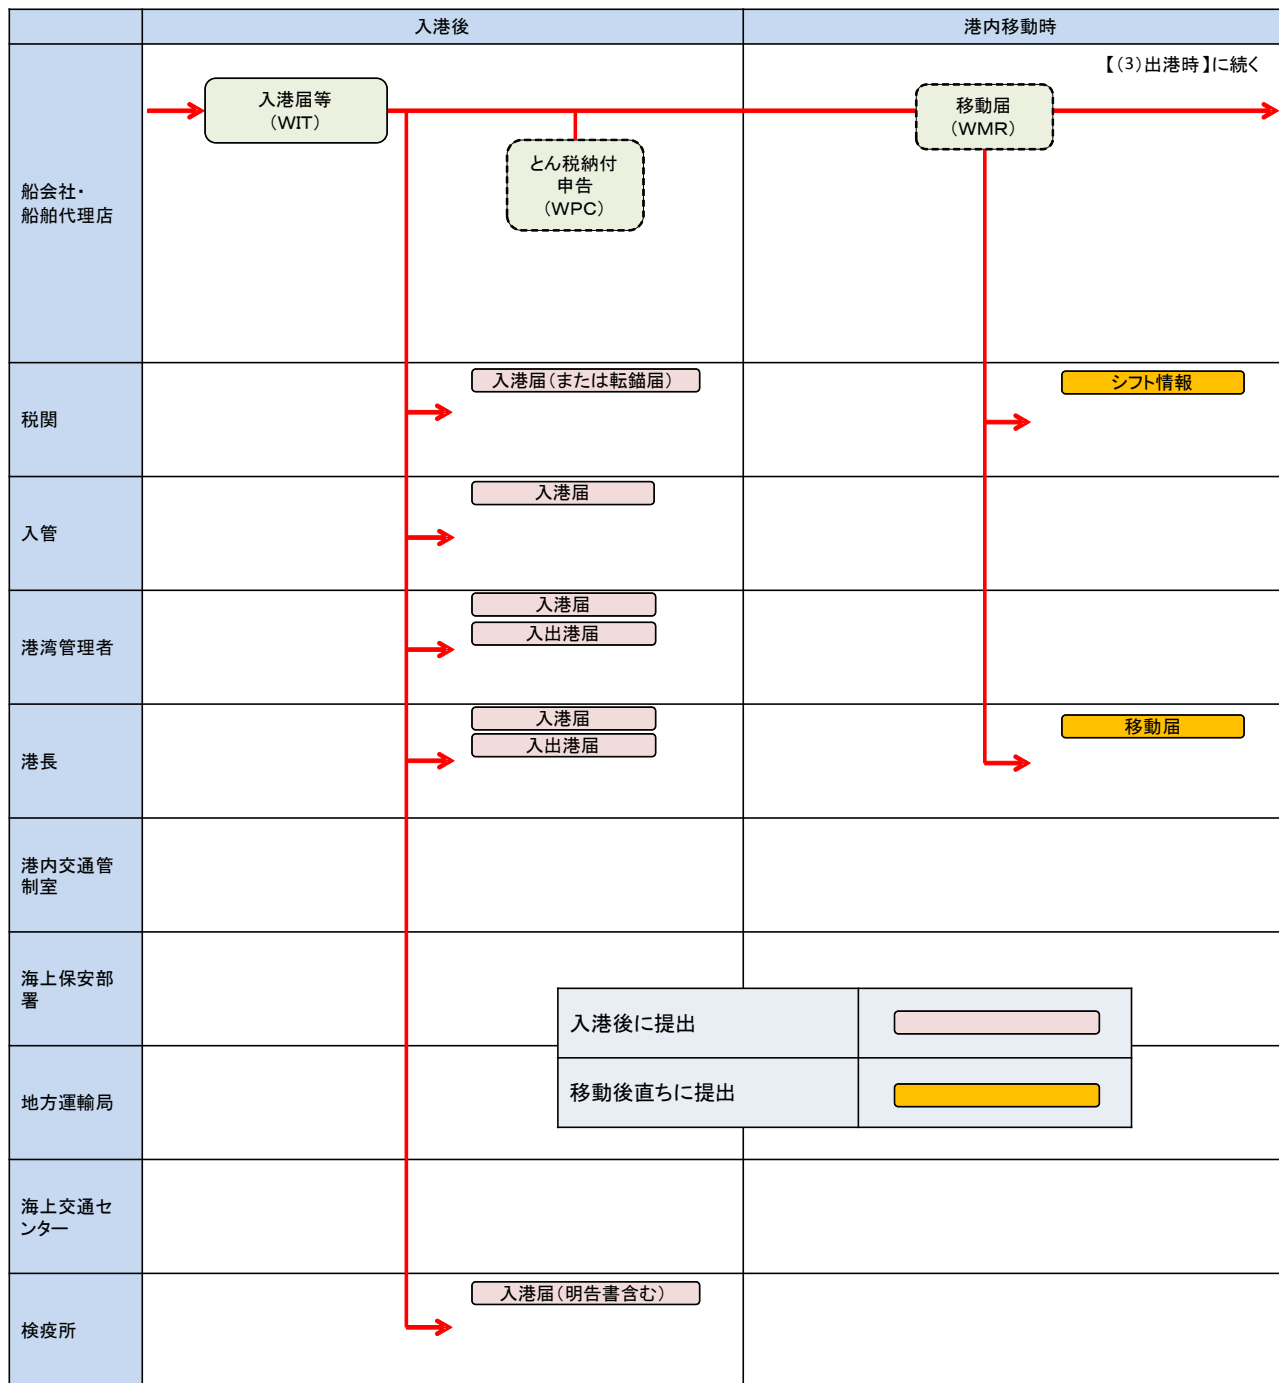 入港後
港内移動時
【(3)出港時】に続く
入港届等
(WIT)
移動届
(WMR)
とん税納付
申告
(WPC)
船会社・
船舶代理店
入港届(または転錨届)
シフト情報
税関
入港届
入管
入港届
入出港届
港湾管理者
入港届
入出港届
移動届
港長
港内交通管
制室
海上保安部
署
入港後に提出
移動後直ちに提出
地方運輸局
海上交通セ
ンター
入港届(明告書含む)
検疫所